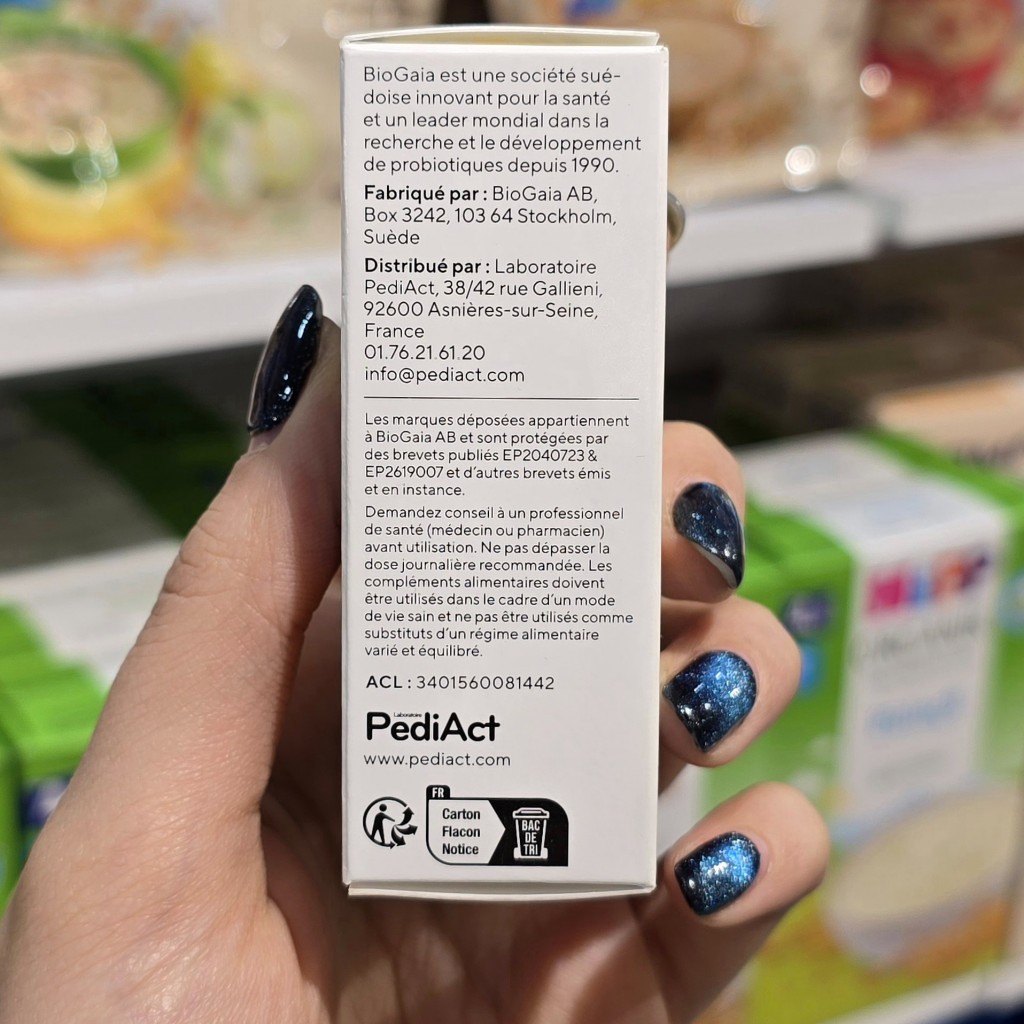 BioGaia est une société sué-
doise innovant pour la santé
et un leader mondial dans la
recherche et le développement
de probiotiques depuis 1990.
Fabriqué par : BioGaia AB,
Box 3242, 103 64 Stockholm,
Suède
Distribué par : Laboratoire
PediAct, 38/42 rue Gallieni,
92600 Asnières-sur-Seine,
France
01.76.21.61.20
info@pediact.com
Les marques déposées appartiennent
à BioGaia AB et sont protégées par
des brevets publiés EP2040723 &
EP2619007 et d'autres brevets émis
et en instance.
Demandez conseil à un professionnel
de santé (médecin ou pharmacien)
avant utilisation. Ne pas dépasser la
dose journalière recommandée. Les
compléments alimentaires doivent
être utilisés dans le cadre d'un mode
de vie sain et ne pas être utilisés comme
substituts d'un régime alimentaire
varié et équilibré.
ACL : 3401560081442
Laboratoire
PediAct
www.pediact.com
FR
Carton
Flacon
Notice
BAC
DE
TRI
HiPP
ORGANIC